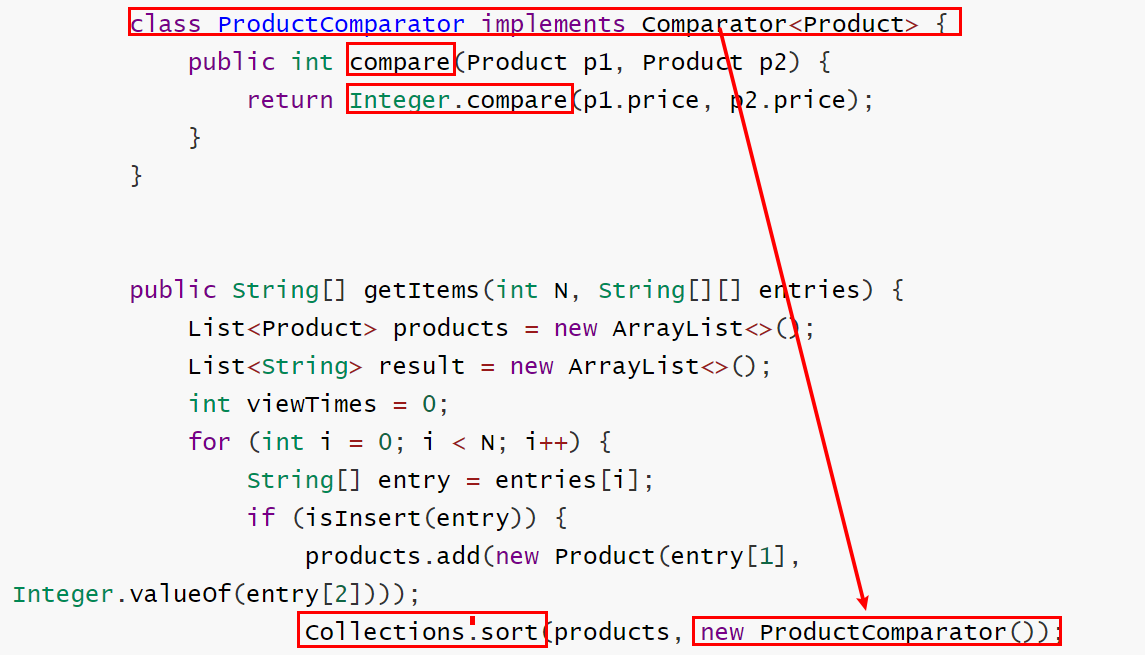 class ProductComparator implements Comparator<Product> {
public int compare(Product p1, Product p2) {
return Integer.compare(p1.price, p2.price);
}
}
public String[] getItems(int N, String[][] entries) {
List<Product> products = new ArrayList<>();
List<String> result = new ArrayList<>();
int viewTimes = 0;
for (int i = 0; i < N; i++) {
String[] entry = entries[i];
if (isInsert(entry)) {
products.add(new Product(entry[1],
Integer.valueOf(entry[2])));
Collections.sort(products, new ProductComparator());